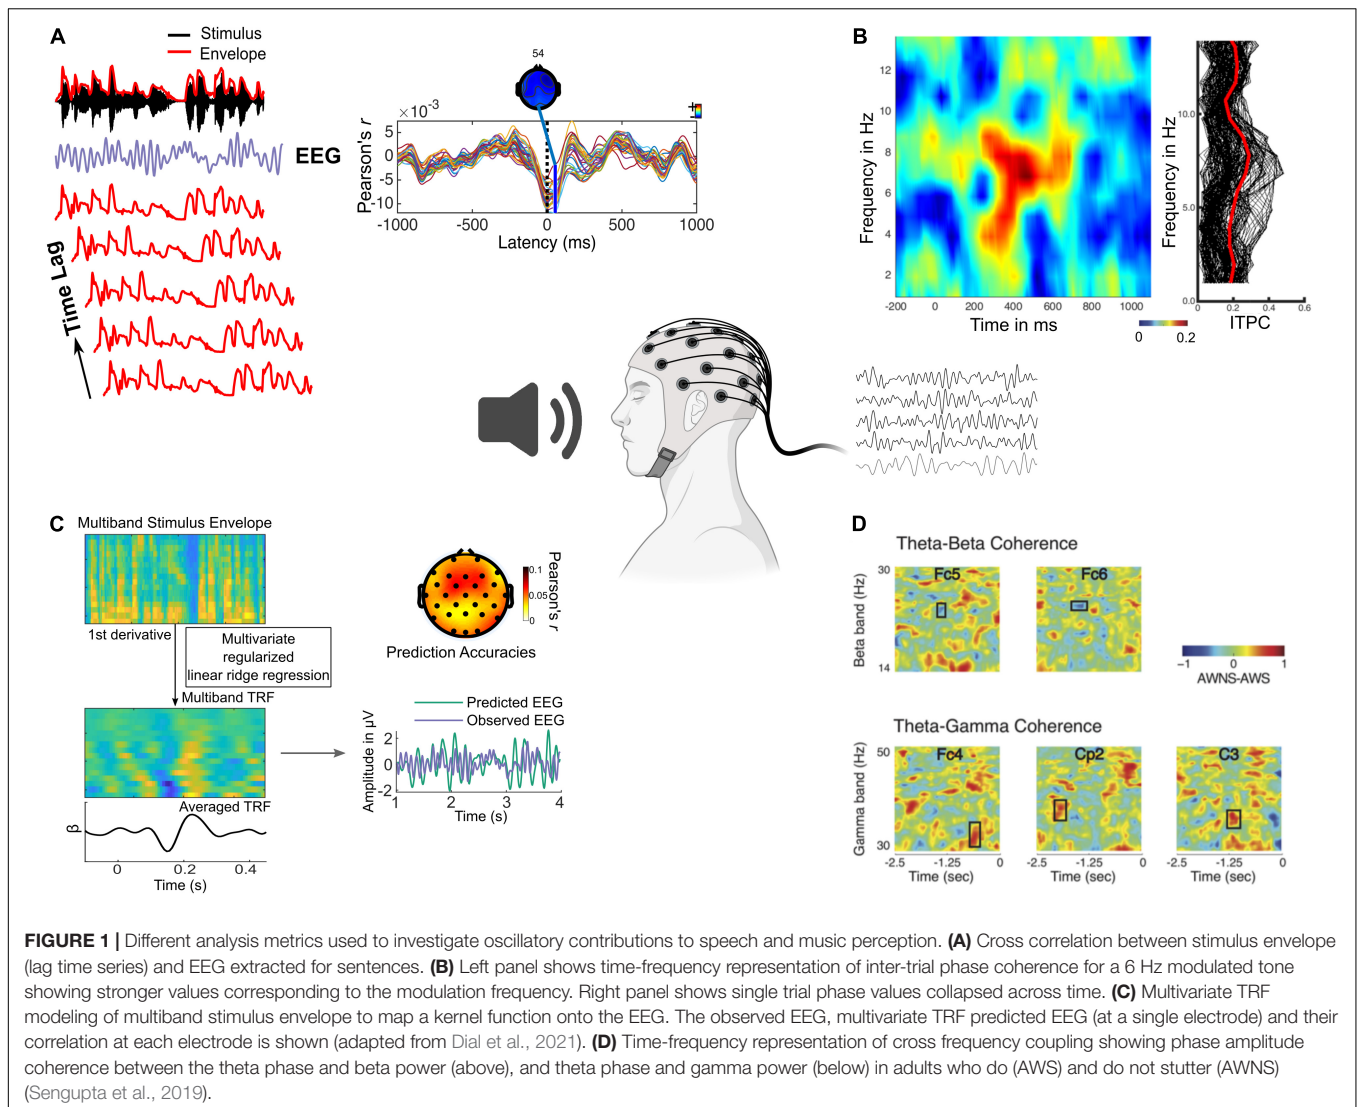 A
Stimulus
Envelope
EEG
Time Lag
54
×10⁻³
Pearson's r
5
0
-5
-10
-1000
-500
0
500
1000
Latency (ms)
+
B
Frequency in Hz
12
10
8
6
4
2
-200
0
200
400
600
800
1000
Time in ms
0
0.2
Frequency in Hz
10.0
5.0
0.0
0
0.2
0.4
0.6
ITPC
C
Multiband Stimulus Envelope
1st derivative
Multivariate
regularized
linear ridge regression
Multiband TRF
Averaged TRF
β
0
0.2
0.4
Time (s)
0.1
0.05
0
Pearson's r
Prediction Accuracies
Predicted EEG
Observed EEG
Amplitude in µV
2
0
-2
1
2
3
4
Time (s)
D
Theta-Beta Coherence
Beta band (Hz)
30
14
Fc5
Fc6
-1
0
1
AWNS-AWS
Theta-Gamma Coherence
Gamma band (Hz)
50
30
Fc4
Cp2
C3
-2.5
-1.25
0
Time (sec)
-2.5
-1.25
0
Time (sec)
-2.5
-1.25
0
Time (sec)
FIGURE 1 | Different analysis metrics used to investigate oscillatory contributions to speech and music perception. (A) Cross correlation between stimulus envelope
(lag time series) and EEG extracted for sentences. (B) Left panel shows time-frequency representation of inter-trial phase coherence for a 6 Hz modulated tone
showing stronger values corresponding to the modulation frequency. Right panel shows single trial phase values collapsed across time. (C) Multivariate TRF
modeling of multiband stimulus envelope to map a kernel function onto the EEG. The observed EEG, multivariate TRF predicted EEG (at a single electrode) and their
correlation at each electrode is shown (adapted from Dial et al., 2021). (D) Time-frequency representation of cross frequency coupling showing phase amplitude
coherence between the theta phase and beta power (above), and theta phase and gamma power (below) in adults who do (AWS) and do not stutter (AWNS)
(Sengupta et al., 2019).